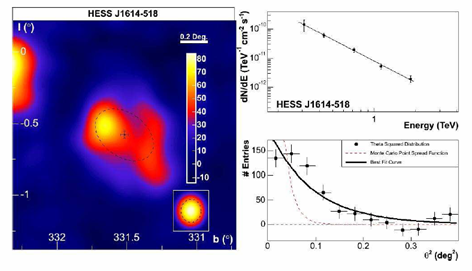 HESS J1614-518
l (°)
0.2 Deg.
80
70
60
50
40
30
20
10
0
-10
-0.5
-1
332
331.5
331
b (°)
dN/dE (TeV⁻¹ cm⁻² s⁻¹)
10⁻¹⁰
10⁻¹¹
10⁻¹²
HESS J1614-518
1
Energy (TeV)
# Entries
150
100
50
0
Theta Squared Distribution
Monte Carlo Point Spread Function
Best Fit Curve
0
0.1
0.2
0.3
θ² (deg²)